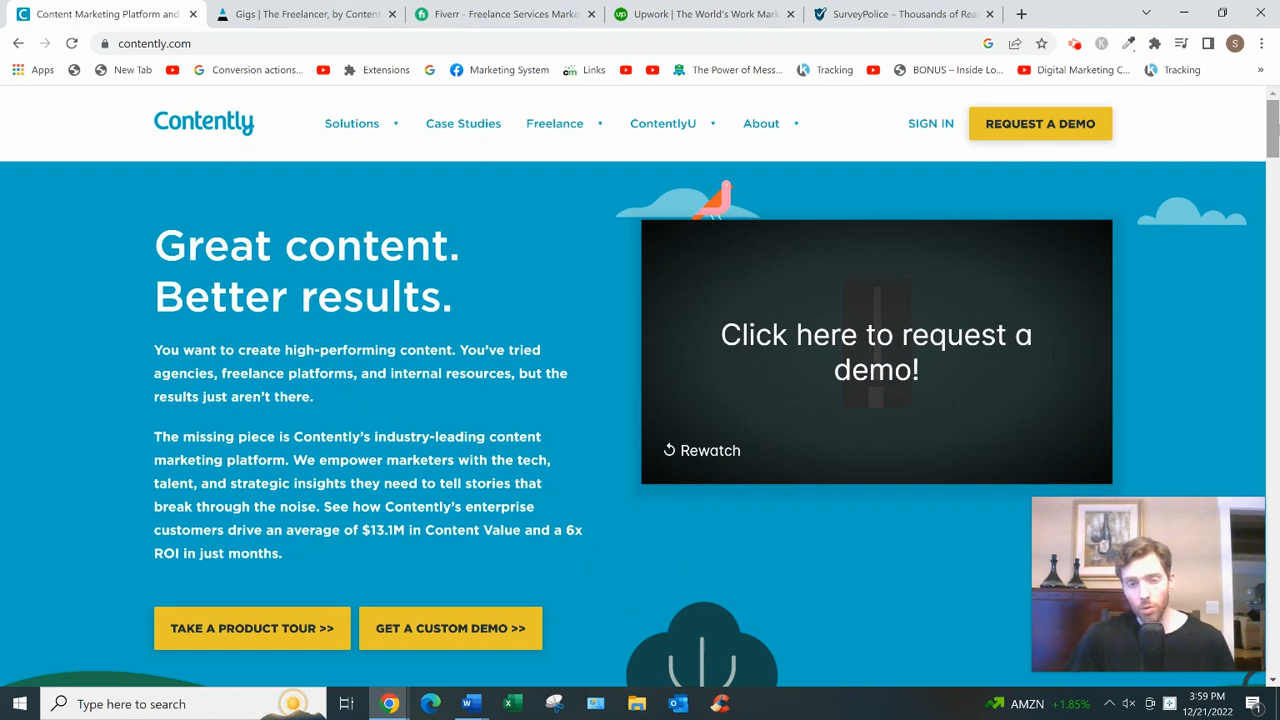 Content Marketing Platform and
Gigs | The Freelancer, by Content
Fiverr - Freelance Services Marke
Upwork | The World's Work Mark
SurveyPolice – Thousands of Real
contently.com
S
Apps
New Tab
Conversion actions...
Extensions
Marketing System
Links
The Power of Mess...
Tracking
BONUS – Inside Lo...
Digital Marketing C...
Tracking
»
Contently
Solutions
Case Studies
Freelance
ContentlyU
About
SIGN IN
REQUEST A DEMO
Great content.
Better results.
You want to create high-performing content. You've tried
agencies, freelance platforms, and internal resources, but the
results just aren't there.
The missing piece is Contently's industry-leading content
marketing platform. We empower marketers with the tech,
talent, and strategic insights they need to tell stories that
break through the noise. See how Contently's enterprise
customers drive an average of $13.1M in Content Value and a 6x
ROI in just months.
TAKE A PRODUCT TOUR >>
GET A CUSTOM DEMO >>
Click here to request a
demo!
Rewatch
Type here to search
AMZN +1.85%
3:59 PM
12/21/2022